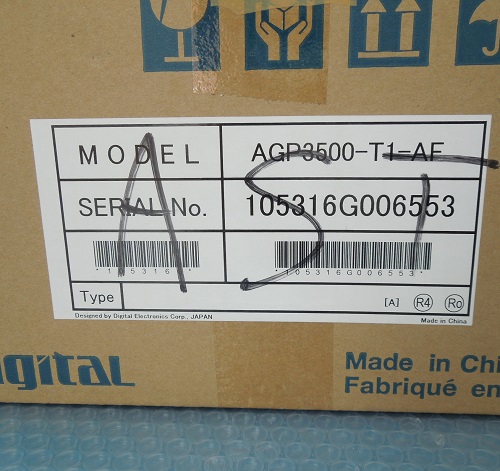 MODEL AGP3500-T1-AF
SERIAL No. 105316G006553
*105316* *105316G006553*
Type [A] R4 Ro
Designed by Digital Electronics Corp., JAPAN Made in China
AST
igital Made in Chi
Fabriqué en